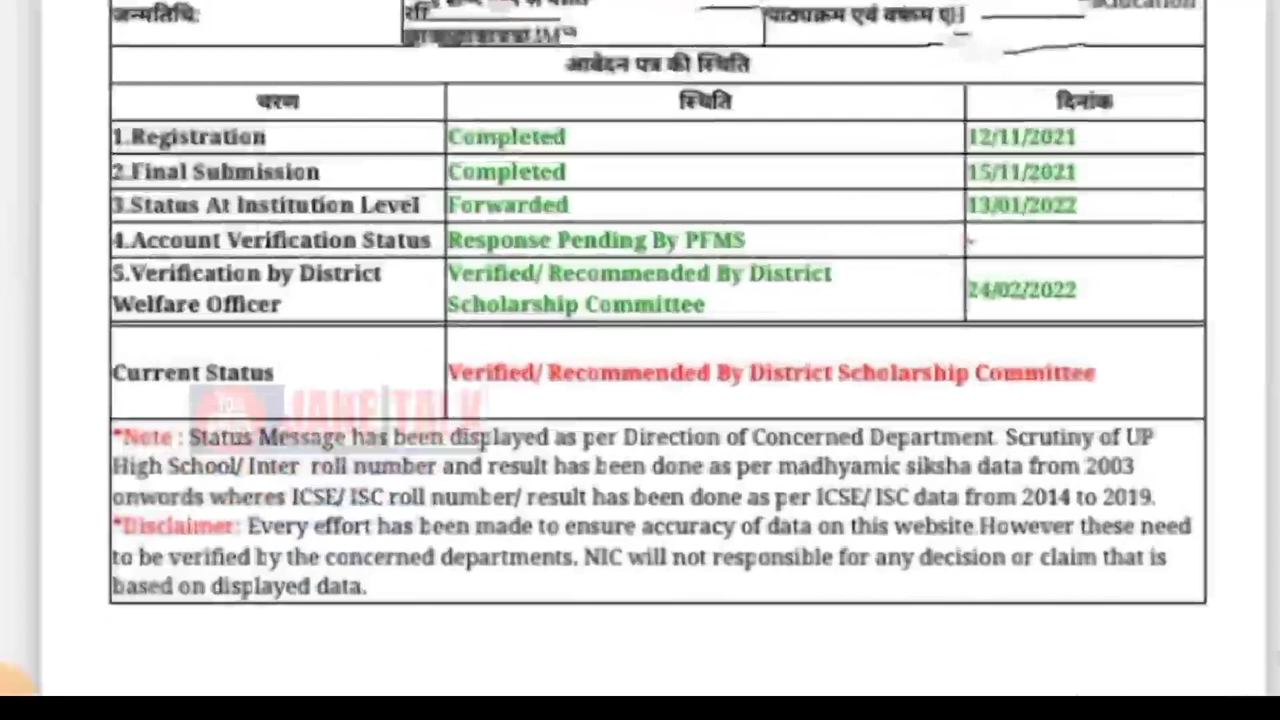 जन्मतिथि:
पाठ्यक्रम एवं वर्कम
आवेदन पत्र की स्थिति
चरण स्थिति दिनांक
1.Registration Completed 12/11/2021
2.Final Submission Completed 15/11/2021
3.Status At Institution Level Forwarded 13/01/2022
4.Account Verification Status Response Pending By PFMS -
5.Verification by District Verified/ Recommended By District
Welfare Officer Scholarship Committee 24/02/2022
Current Status Verified/ Recommended By District Scholarship Committee
JANE TALK
*Note : Status Message has been displayed as per Direction of Concerned Department. Scrutiny of UP
High School/ Inter roll number and result has been done as per madhyamic siksha data from 2003
onwords wheres ICSE/ ISC roll number/ result has been done as per ICSE/ ISC data from 2014 to 2019.
*Disclaimer: Every effort has been made to ensure accuracy of data on this website.However these need
to be verified by the concerned departments. NIC will not responsible for any decision or claim that is
based on displayed data.